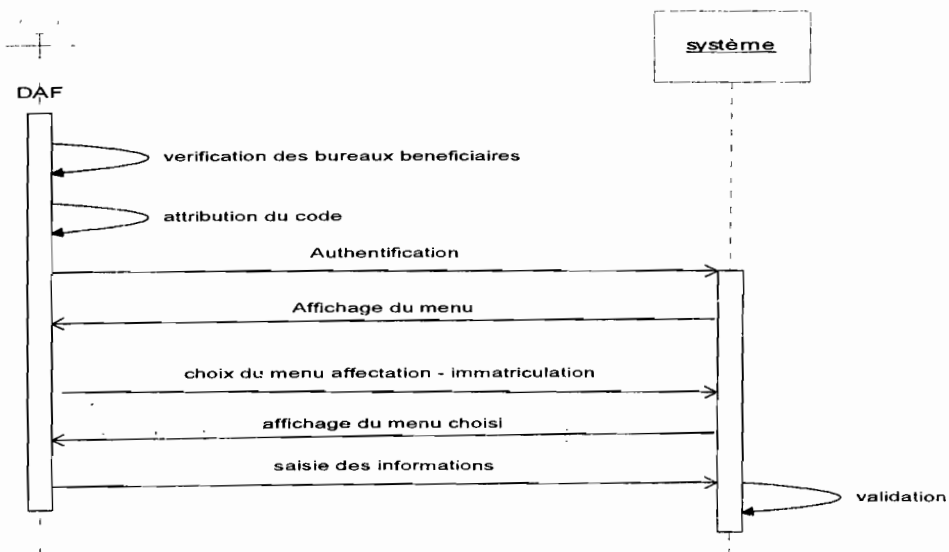 système
DAF
verification des bureaux beneficiaires
attribution du code
Authentification
Affichage du menu
choix du menu affectation - immatriculation
affichage du menu choisi
saisie des informations
validation